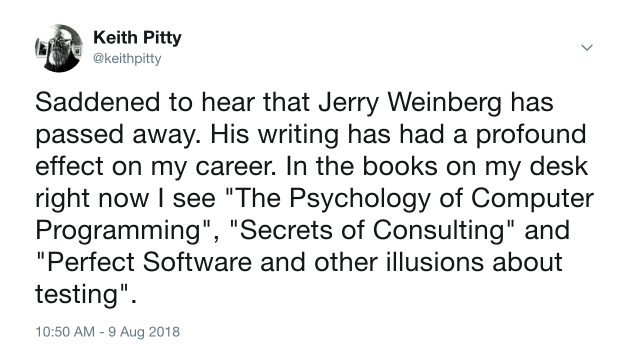 Keith Pitty
@keithpitty
Saddened to hear that Jerry Weinberg has
passed away. His writing has had a profound
effect on my career. In the books on my desk
right now I see "The Psychology of Computer
Programming", "Secrets of Consulting" and
"Perfect Software and other illusions about
testing".
10:50 AM - 9 Aug 2018